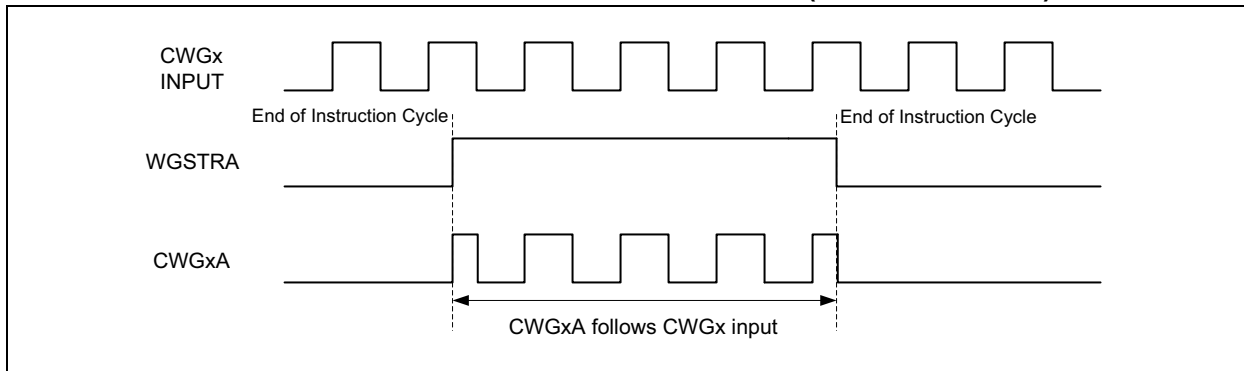 CWGx
INPUT
End of Instruction Cycle
End of Instruction Cycle
WGSTRA
CWGxA
CWGxA follows CWGx input